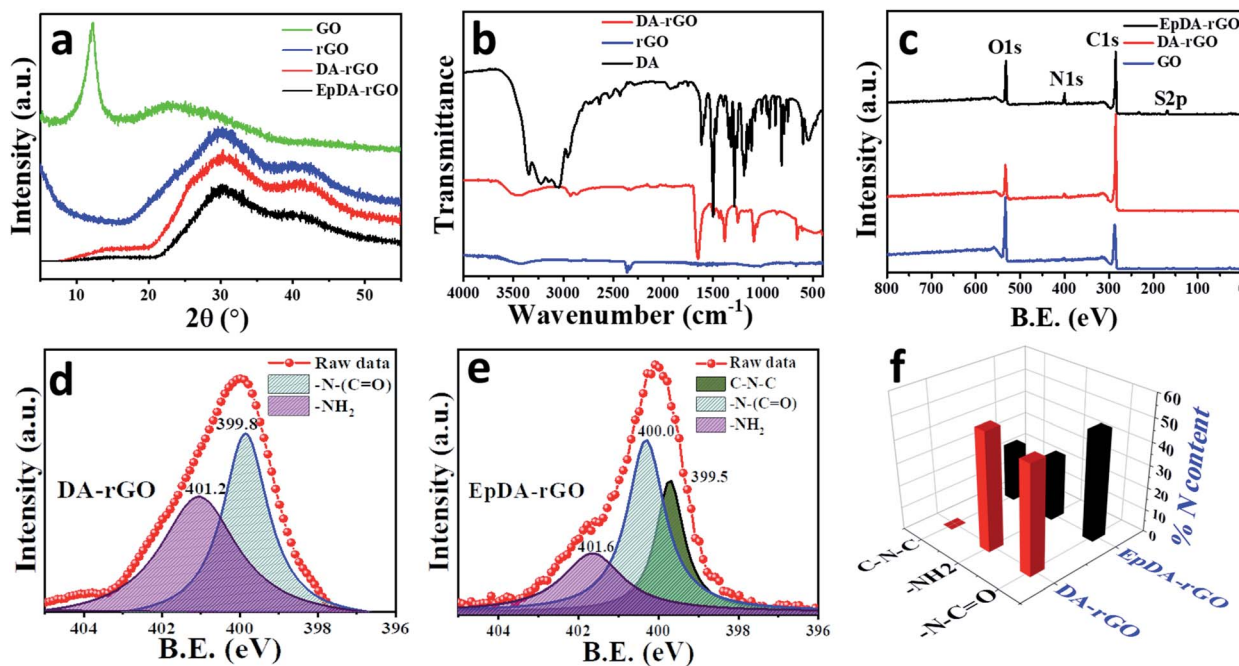 a
GO
rGO
DA-rGO
EpDA-rGO
Intensity (a.u.)
10 20 30 40 50
2θ (°)
b
DA-rGO
rGO
DA
Transmittance
4000 3500 3000 2500 2000 1500 1000 500
Wavenumber (cm⁻¹)
c
EpDA-rGO
DA-rGO
GO
O1s
N1s
C1s
S2p
Intensity (a.u.)
800 700 600 500 400 300 200 100 0
B.E. (eV)
d
Raw data
-N-(C=O)
-NH₂
399.8
401.2
DA-rGO
Intensity (a.u.)
404 402 400 398 396
B.E. (eV)
e
Raw data
C-N-C
-N-(C=O)
-NH₂
400.0
399.5
401.6
EpDA-rGO
Intensity (a.u.)
404 402 400 398 396
B.E. (eV)
f
60
50
40
30
20
10
0
% N content
C-N-C
-NH2
-N-C=O
DA-rGO
EpDA-rGO